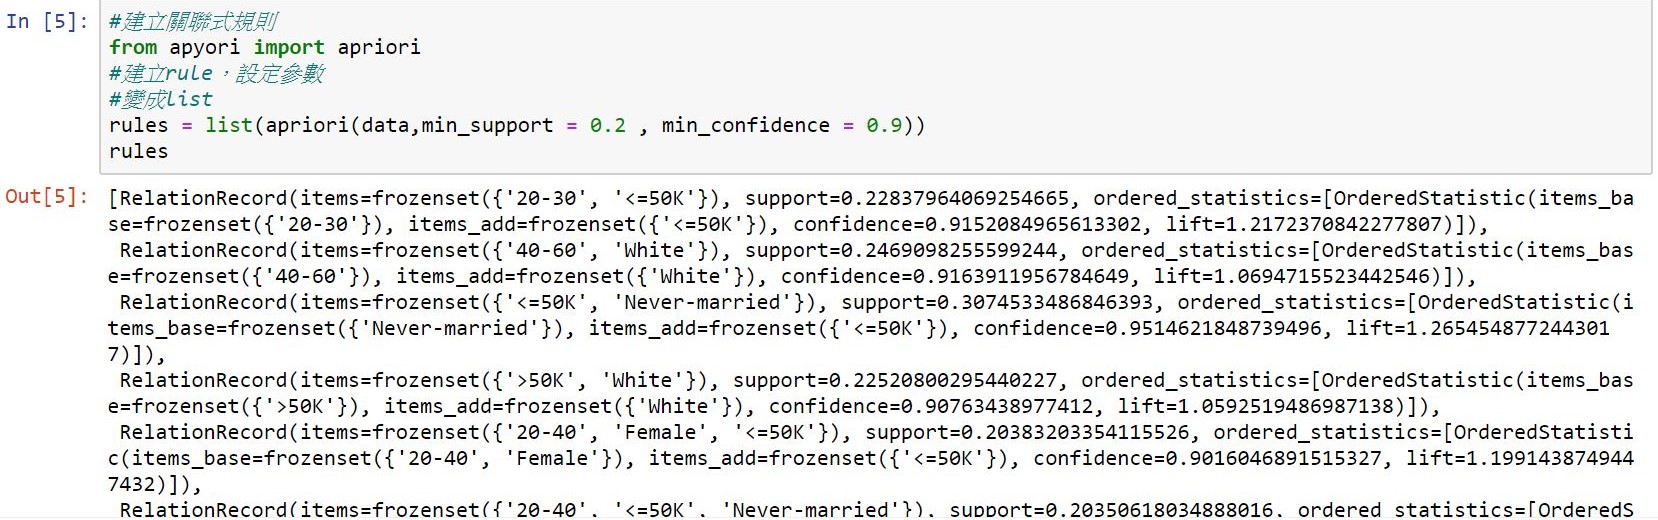 In [5]: #建立關聯式規則
from apyori import apriori
#建立rule，設定參數
#變成list
rules = list(apriori(data,min_support = 0.2 , min_confidence = 0.9))
rules
Out[5]: [RelationRecord(items=frozenset({'20-30', '<=50K'}), support=0.22837964069254665, ordered_statistics=[OrderedStatistic(items_ba
se=frozenset({'20-30'}), items_add=frozenset({'<=50K'}), confidence=0.9152084965613302, lift=1.2172370842277807)]),
RelationRecord(items=frozenset({'40-60', 'White'}), support=0.2469098255599244, ordered_statistics=[OrderedStatistic(items_bas
e=frozenset({'40-60'}), items_add=frozenset({'White'}), confidence=0.9163911956784649, lift=1.0694715523442546)]),
RelationRecord(items=frozenset({'<=50K', 'Never-married'}), support=0.3074533486846393, ordered_statistics=[OrderedStatistic(i
tems_base=frozenset({'Never-married'}), items_add=frozenset({'<=50K'}), confidence=0.9514621848739496, lift=1.265454877244301
7)]),
RelationRecord(items=frozenset({'>50K', 'White'}), support=0.22520800295440227, ordered_statistics=[OrderedStatistic(items_bas
e=frozenset({'>50K'}), items_add=frozenset({'White'}), confidence=0.90763438977412, lift=1.0592519486987138)]),
RelationRecord(items=frozenset({'20-40', 'Female', '<=50K'}), support=0.20383203354115526, ordered_statistics=[OrderedStatisti
c(items_base=frozenset({'20-40', 'Female'}), items_add=frozenset({'<=50K'}), confidence=0.9016046891515327, lift=1.199143874944
7432)]),
RelationRecord(items=frozenset({'20-40', '<=50K', 'Never-married'}), support=0.20350618034888016, ordered_statistics=[OrderedS